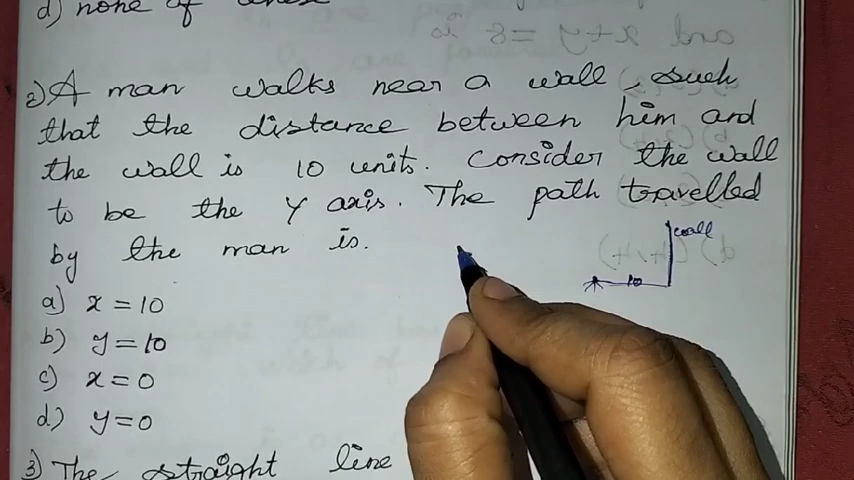 d) none of these
2) A man walks near a wall, such
that the distance between him and
the wall is 10 units. Consider the wall
to be the Y axis. The path travelled
by the man is.
wall
10
a) x = 10
b) y = 10
c) x = 0
d) y = 0
3) The straight line